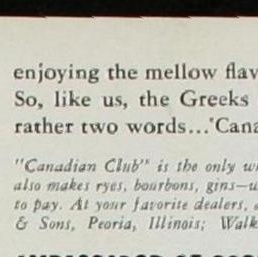 enjoying the mellow flav
So, like us, the Greeks
rather two words..."Cana
"Canadian Club" is the only w
also makes ryes, bourbons, gins—u
to pay. At your favorite dealers,
& Sons, Peoria, Illinois; Walk